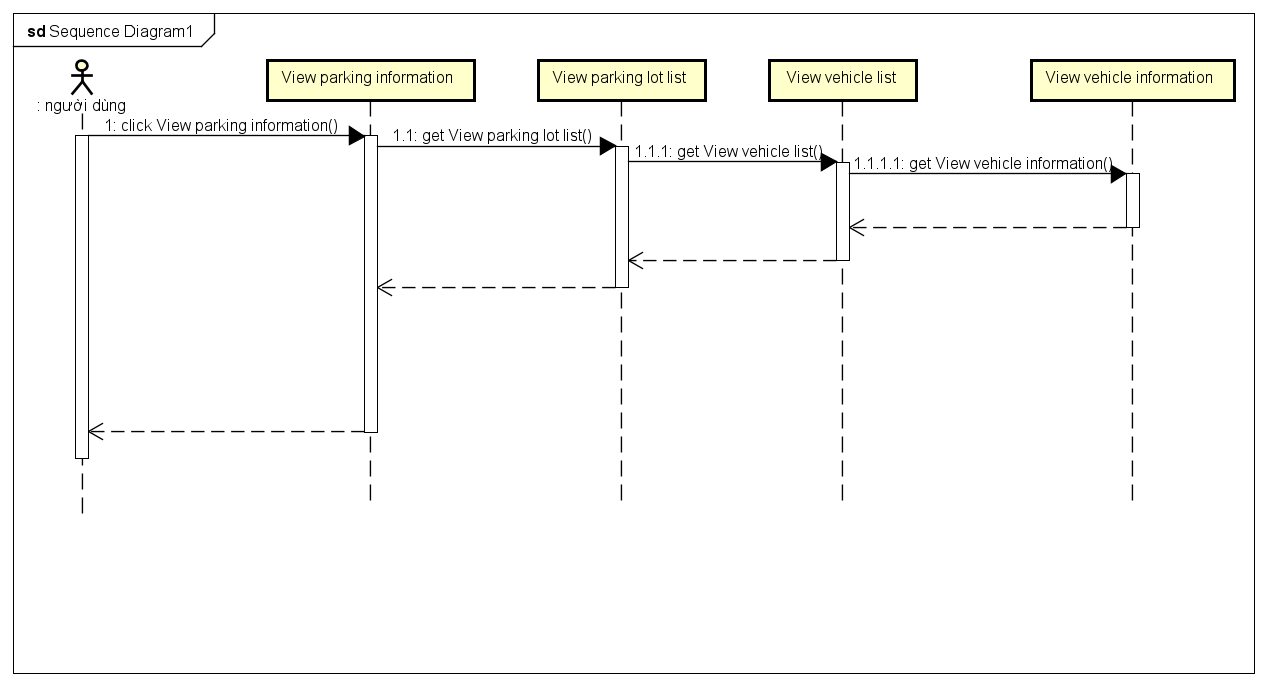 sd Sequence Diagram1
: người dùng
View parking information
View parking lot list
View vehicle list
View vehicle information
1: click View parking information()
1.1: get View parking lot list()
1.1.1: get View vehicle list()
1.1.1.1: get View vehicle information()